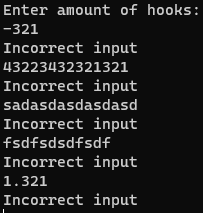 Enter amount of hooks:
-321
Incorrect input
43223432321321
Incorrect input
sadasdasdasdasd
Incorrect input
fsdfsdsdfsdf
Incorrect input
1.321
Incorrect input